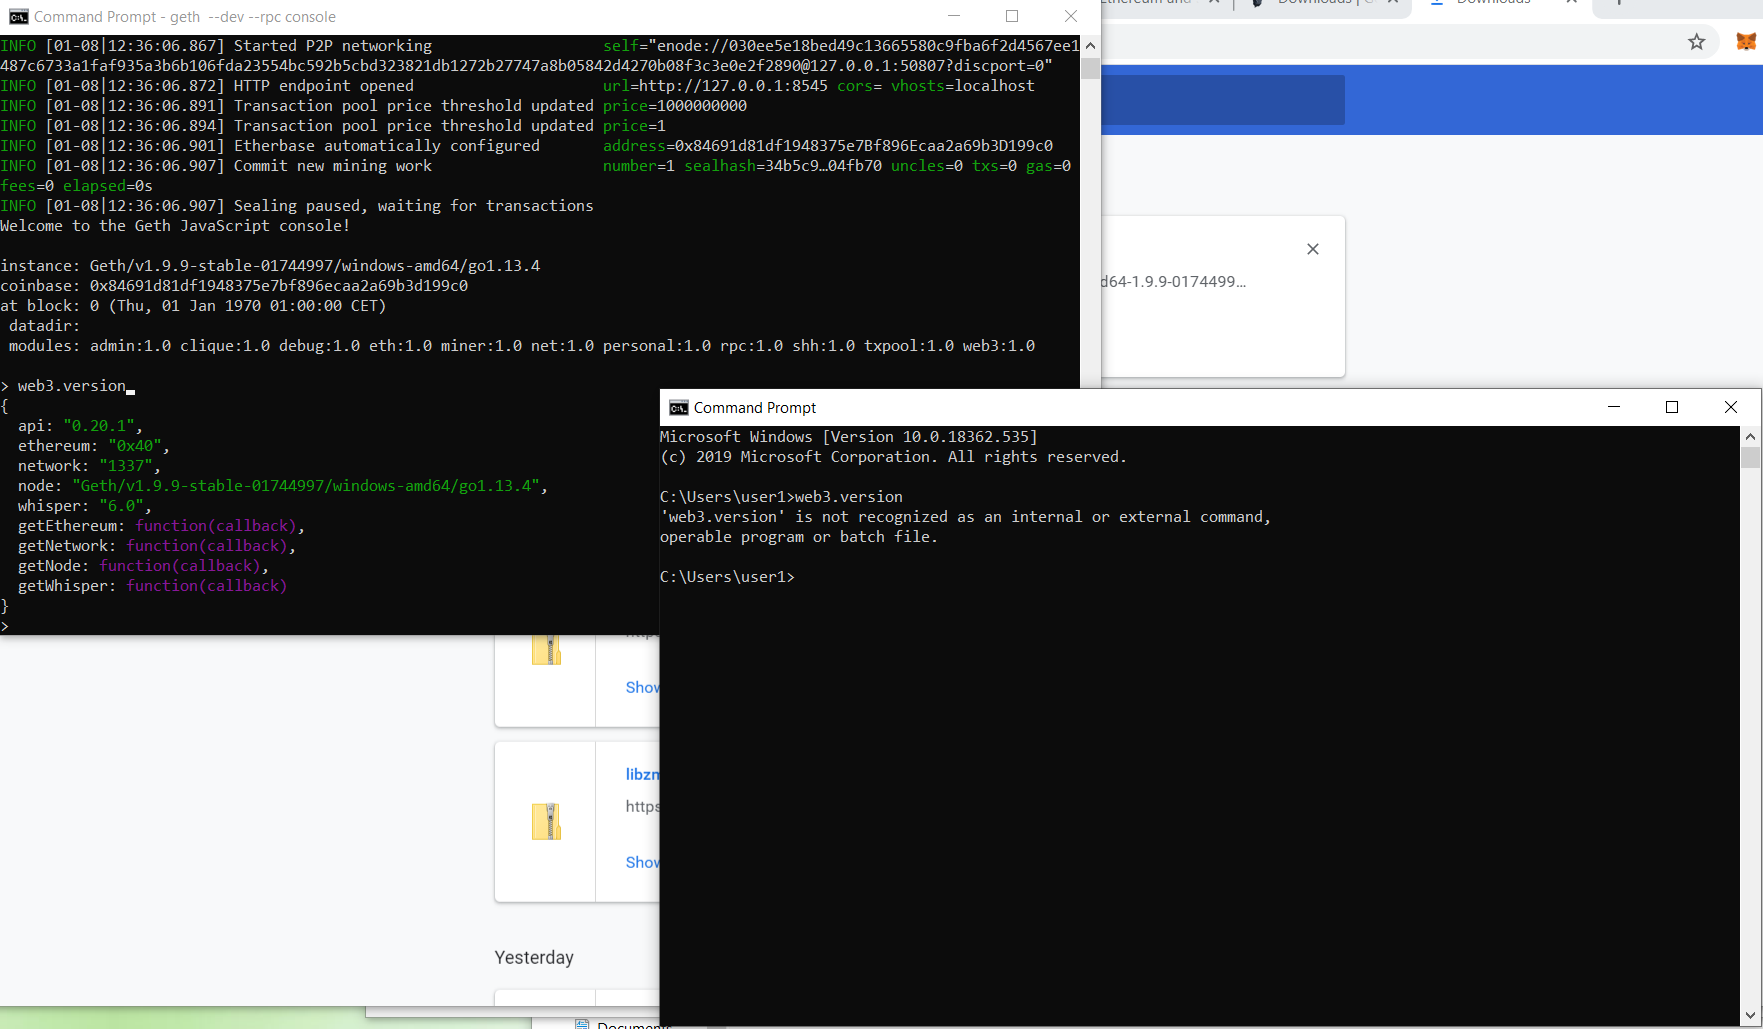 Command Prompt - geth  --dev --rpc console
INFO [01-08|12:36:06.867] Started P2P networking                   self="enode://030ee5e18bed49c13665580c9fba6f2d4567ee1
487c6733a1faf935a3b6b106fda23554bc592b5cbd323821db1272b27747a8b05842d4270b08f3c3e0e2f2890@127.0.0.1:50807?discport=0"
INFO [01-08|12:36:06.872] HTTP endpoint opened                     url=http://127.0.0.1:8545 cors= vhosts=localhost
INFO [01-08|12:36:06.891] Transaction pool price threshold updated price=1000000000
INFO [01-08|12:36:06.894] Transaction pool price threshold updated price=1
INFO [01-08|12:36:06.901] Etherbase automatically configured       address=0x84691d81df1948375e7Bf896Ecaa2a69b3D199c0
INFO [01-08|12:36:06.907] Commit new mining work                   number=1 sealhash=34b5c9…04fb70 uncles=0 txs=0 gas=0
fees=0 elapsed=0s
INFO [01-08|12:36:06.907] Sealing paused, waiting for transactions
Welcome to the Geth JavaScript console!
instance: Geth/v1.9.9-stable-01744997/windows-amd64/go1.13.4
coinbase: 0x84691d81df1948375e7bf896ecaa2a69b3d199c0
at block: 0 (Thu, 01 Jan 1970 01:00:00 CET)
 datadir:
 modules: admin:1.0 clique:1.0 debug:1.0 eth:1.0 miner:1.0 net:1.0 personal:1.0 rpc:1.0 shh:1.0 txpool:1.0 web3:1.0
> web3.version
{
  api: "0.20.1",
  ethereum: "0x40",
  network: "1337",
  node: "Geth/v1.9.9-stable-01744997/windows-amd64/go1.13.4",
  whisper: "6.0",
  getEthereum: function(callback),
  getNetwork: function(callback),
  getNode: function(callback),
  getWhisper: function(callback)
}
>
Ethereum and
Downloads |
Downloads
d64-1.9.9-0174499...
Command Prompt
Microsoft Windows [Version 10.0.18362.535]
(c) 2019 Microsoft Corporation. All rights reserved.
C:\Users\user1>web3.version
'web3.version' is not recognized as an internal or external command,
operable program or batch file.
C:\Users\user1>
https
Show
libzm
https
Show
Yesterday
Documents